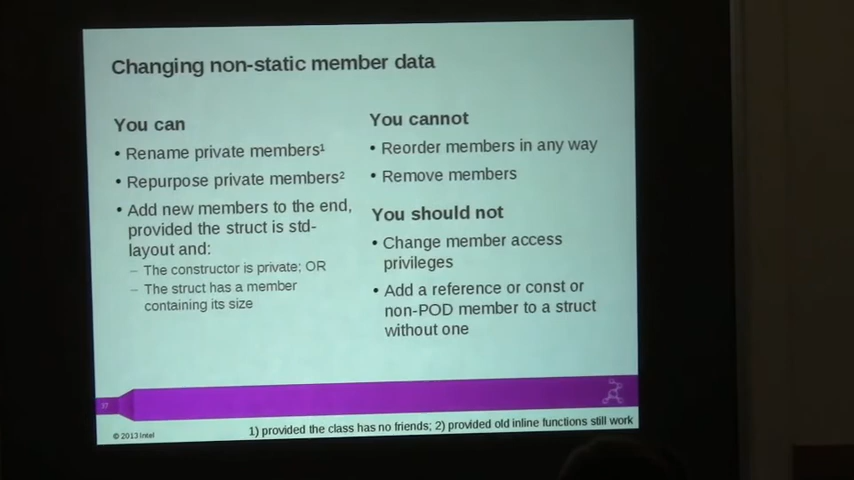 Changing non-static member data
You can
• Rename private members¹
• Repurpose private members²
• Add new members to the end,
provided the struct is std-
layout and:
– The constructor is private; OR
– The struct has a member
containing its size
You cannot
• Reorder members in any way
• Remove members
You should not
• Change member access
privileges
• Add a reference or const or
non-POD member to a struct
without one
37
© 2013 Intel
1) provided the class has no friends; 2) provided old inline functions still work